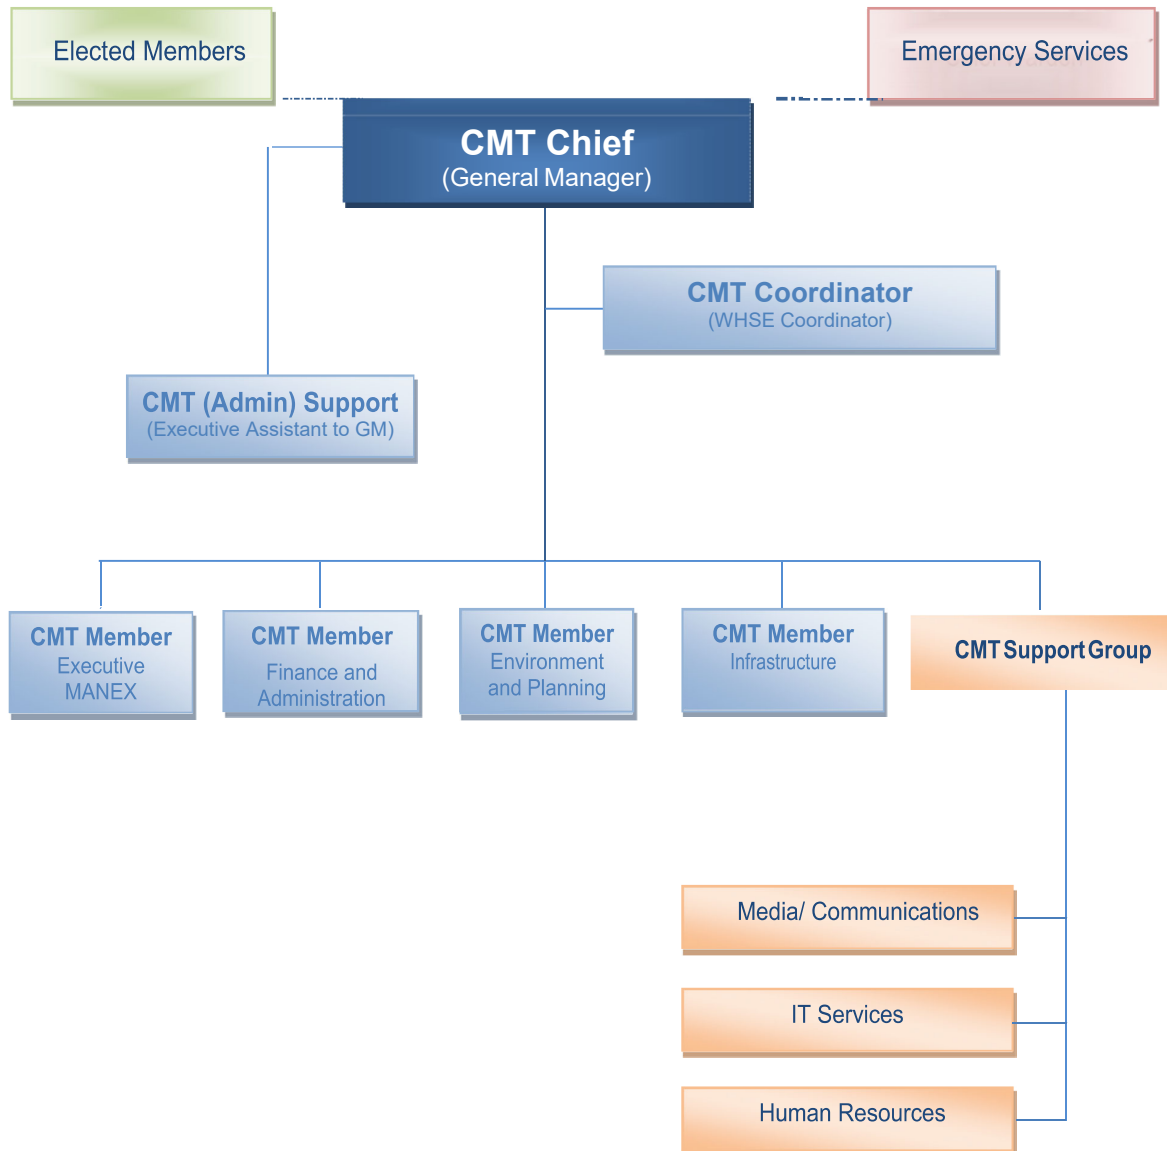 Elected Members
Emergency Services
CMT Chief
(General Manager)
CMT Coordinator
(WHSE Coordinator)
CMT (Admin) Support
(Executive Assistant to GM)
CMT Member
Executive
MANEX
CMT Member
Finance and
Administration
CMT Member
Environment
and Planning
CMT Member
Infrastructure
CMT Support Group
Media/ Communications
IT Services
Human Resources